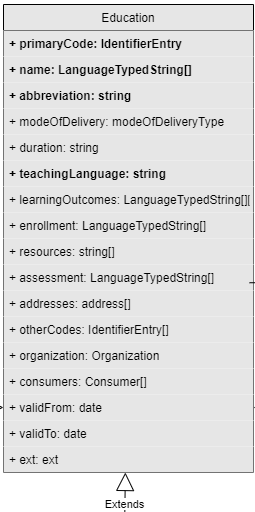 Education
+ primaryCode: IdentifierEntry
+ name: LanguageTypedString[]
+ abbreviation: string
+ modeOfDelivery: modeOfDeliveryType
+ duration: string
+ teachingLanguage: string
+ learningOutcomes: LanguageTypedString[][
+ enrollment: LanguageTypedString[]
+ resources: string[]
+ assessment: LanguageTypedString[]
+ addresses: address[]
+ otherCodes: IdentifierEntry[]
+ organization: Organization
+ consumers: Consumer[]
+ validFrom: date
+ validTo: date
+ ext: ext
Extends